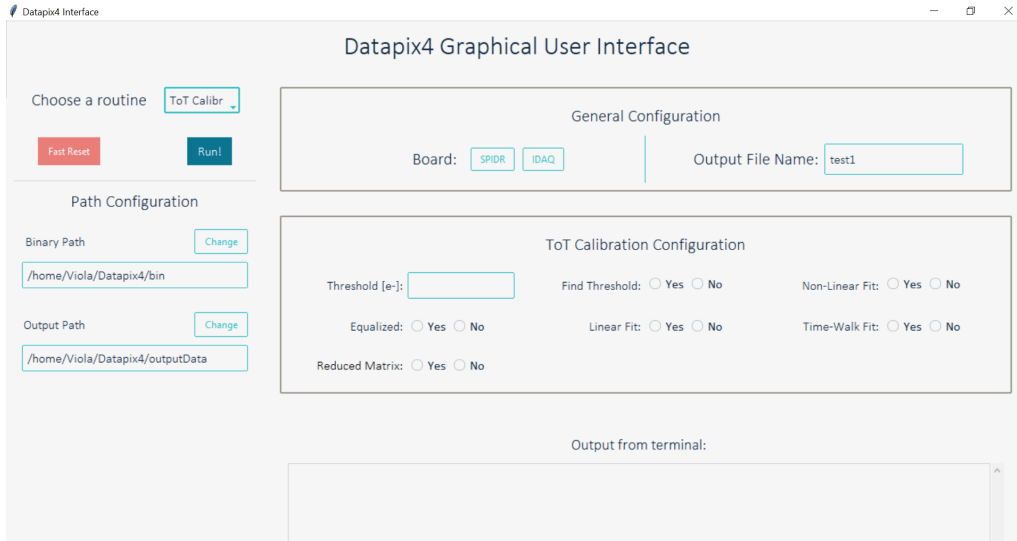 Datapix4 Interface
Datapix4 Graphical User Interface
Choose a routine
ToT Calibr
Fast Reset
Run!
Path Configuration
Binary Path
Change
/home/Viola/Datapix4/bin
Output Path
Change
/home/Viola/Datapix4/outputData
General Configuration
Board:
SPIDR
IDAQ
Output File Name:
test1
ToT Calibration Configuration
Threshold [e-]:
Find Threshold: Yes No
Non-Linear Fit: Yes No
Equalized: Yes No
Linear Fit: Yes No
Time-Walk Fit: Yes No
Reduced Matrix: Yes No
Output from terminal: